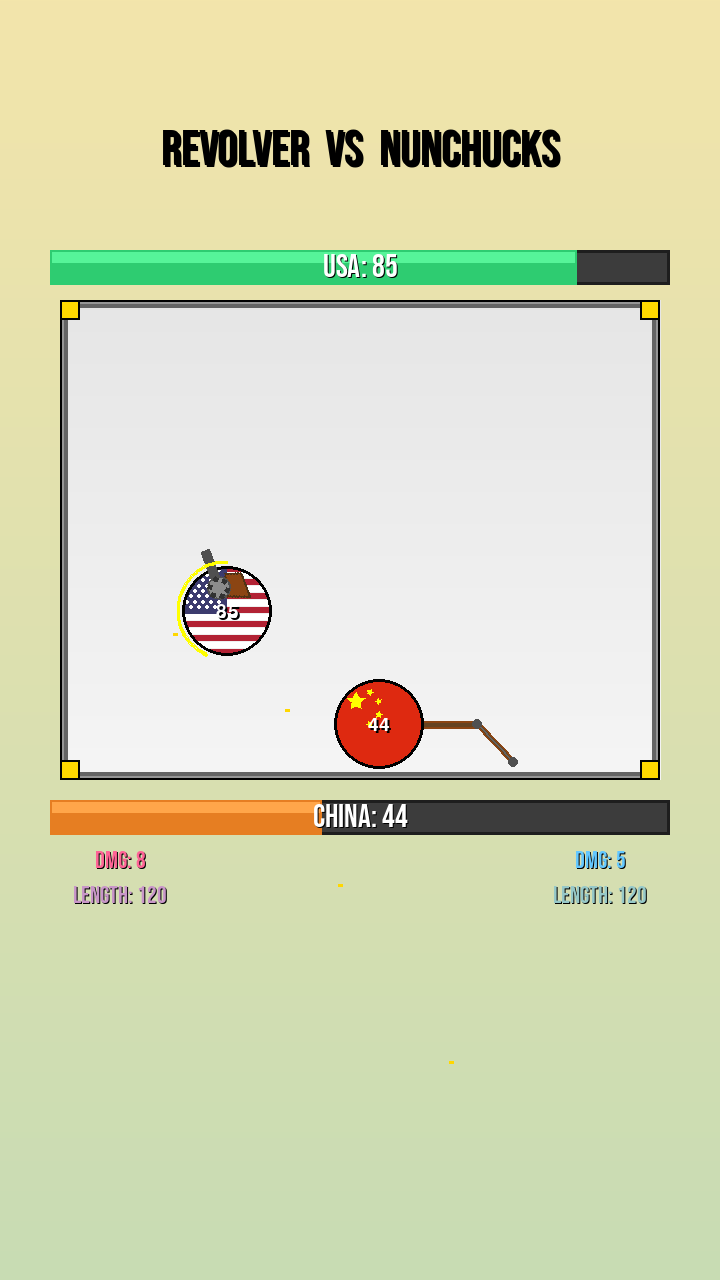 REVOLVER VS NUNCHUCKS
USA: 85
85
44
CHINA: 44
DMG: 8
DMG: 5
LENGTH: 120
LENGTH: 120